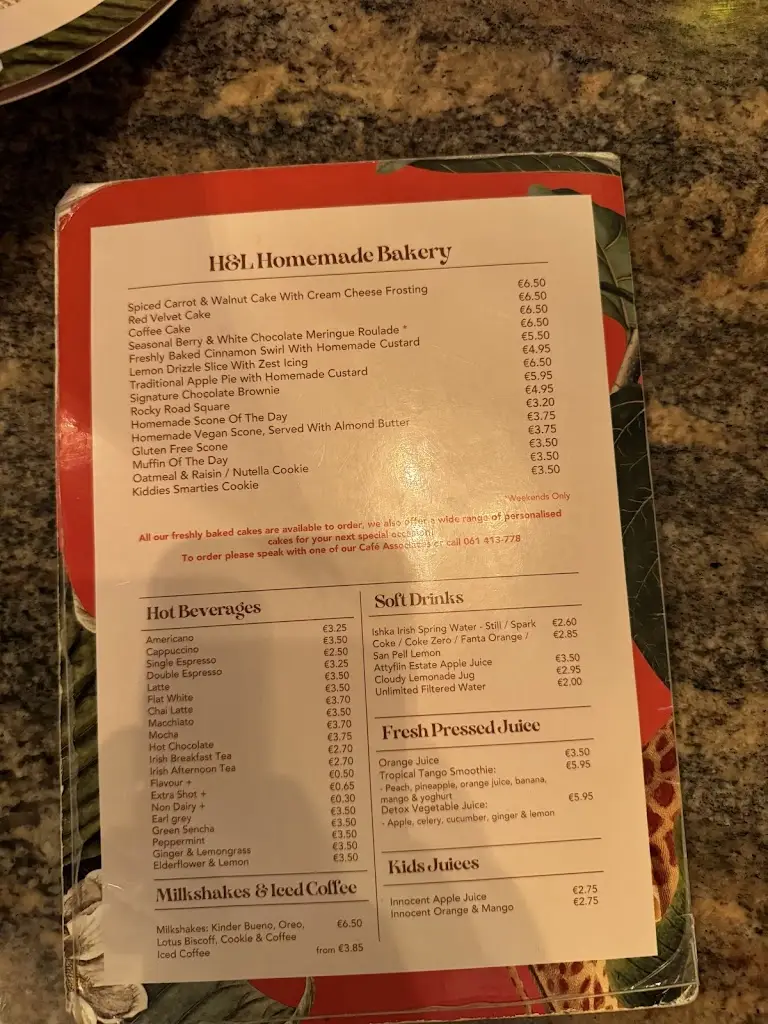 H&L Homemade Bakery
Spiced Carrot & Walnut Cake With Cream Cheese Frosting €6.50
Red Velvet Cake €6.50
Coffee Cake €6.50
Seasonal Berry & White Chocolate Meringue Roulade * €6.50
Freshly Baked Cinnamon Swirl With Homemade Custard €5.50
Lemon Drizzle Slice With Zest Icing €4.95
Traditional Apple Pie with Homemade Custard €6.50
Signature Chocolate Brownie €5.95
Rocky Road Square €4.95
Homemade Scone Of The Day €3.20
Homemade Vegan Scone, Served With Almond Butter €3.75
Gluten Free Scone €3.75
Muffin Of The Day €3.50
Oatmeal & Raisin / Nutella Cookie €3.50
Kiddies Smarties Cookie €3.50
*Weekends Only
All our freshly baked cakes are available to order, we also offer a wide range of personalised
cakes for your next special occasion!
To order please speak with one of our Café Associates or call 061 413-778
Hot Beverages
Americano €3.25
Cappuccino €3.50
Single Espresso €2.50
Double Espresso €3.25
Latte €3.50
Flat White €3.50
Chai Latte €3.70
Macchiato €3.50
Mocha €3.70
Hot Chocolate €3.75
Irish Breakfast Tea €2.70
Irish Afternoon Tea €2.70
Flavour + €0.50
Extra Shot + €0.65
Non Dairy + €0.30
Earl grey €3.50
Green Sencha €3.50
Peppermint €3.50
Ginger & Lemongrass €3.50
Elderflower & Lemon €3.50
Milkshakes & Iced Coffee
Milkshakes: Kinder Bueno, Oreo, €6.50
Lotus Biscoff, Cookie & Coffee
Iced Coffee from €3.85
Soft Drinks
Ishka Irish Spring Water - Still / Spark €2.60
Coke / Coke Zero / Fanta Orange / €2.85
San Pell Lemon
Attyflin Estate Apple Juice €3.50
Cloudy Lemonade Jug €2.95
Unlimited Filtered Water €2.00
Fresh Pressed Juice
Orange Juice €3.50
Tropical Tango Smoothie: €5.95
- Peach, pineapple, orange juice, banana,
mango & yoghurt
Detox Vegetable Juice: €5.95
- Apple, celery, cucumber, ginger & lemon
Kids Juices
Innocent Apple Juice €2.75
Innocent Orange & Mango €2.75